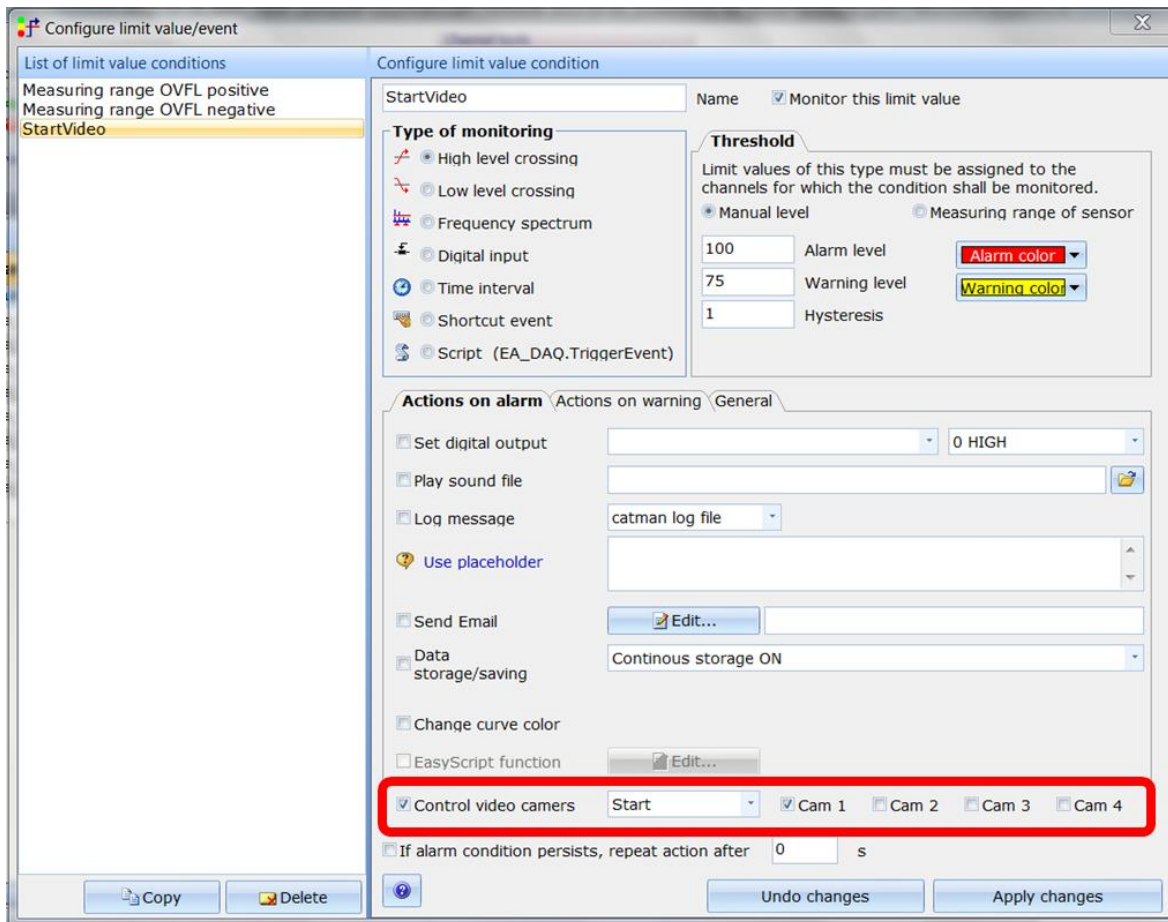 Configure limit value/event
List of limit value conditions
Measuring range OVFL positive
Measuring range OVFL negative
StartVideo
Copy
Delete
Configure limit value condition
StartVideo
Name
Monitor this limit value
Type of monitoring
High level crossing
Low level crossing
Frequency spectrum
Digital input
Time interval
Shortcut event
Script (EA_DAQ.TriggerEvent)
Threshold
Limit values of this type must be assigned to the
channels for which the condition shall be monitored.
Manual level
Measuring range of sensor
100
Alarm level
Alarm color
75
Warning level
Warning color
1
Hysteresis
Actions on alarm
Actions on warning
General
Set digital output
0 HIGH
Play sound file
Log message
catman log file
Use placeholder
Send Email
Edit...
Data
storage/saving
Continous storage ON
Change curve color
EasyScript function
Edit...
Control video camers
Start
Cam 1
Cam 2
Cam 3
Cam 4
If alarm condition persists, repeat action after
0
s
Undo changes
Apply changes